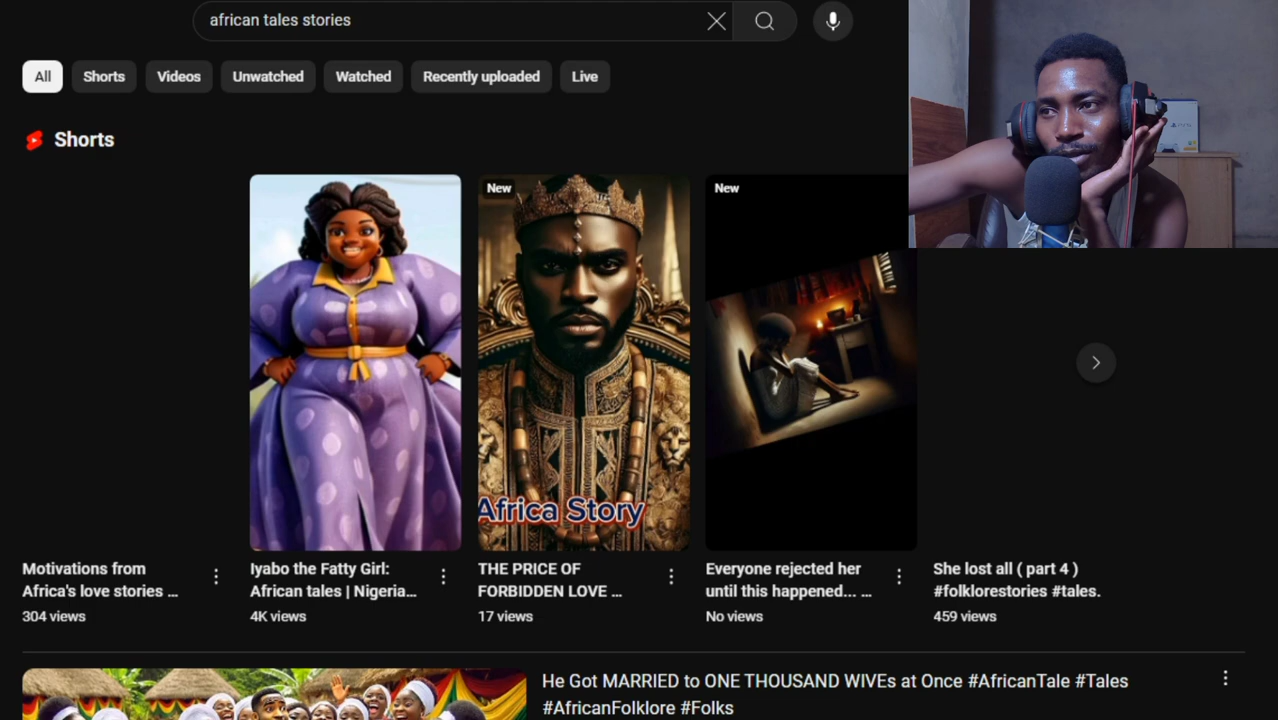 african tales stories
All
Shorts
Videos
Unwatched
Watched
Recently uploaded
Live
Shorts
New
New
Africa Story
Motivations from
Africa's love stories ...
304 views
Iyabo the Fatty Girl:
African tales | Nigeria...
4K views
THE PRICE OF
FORBIDDEN LOVE ...
17 views
Everyone rejected her
until this happened... ...
No views
She lost all ( part 4 )
#folklorestories #tales.
459 views
He Got MARRIED to ONE THOUSAND WIVEs at Once #AfricanTale #Tales
#AfricanFolklore #Folks